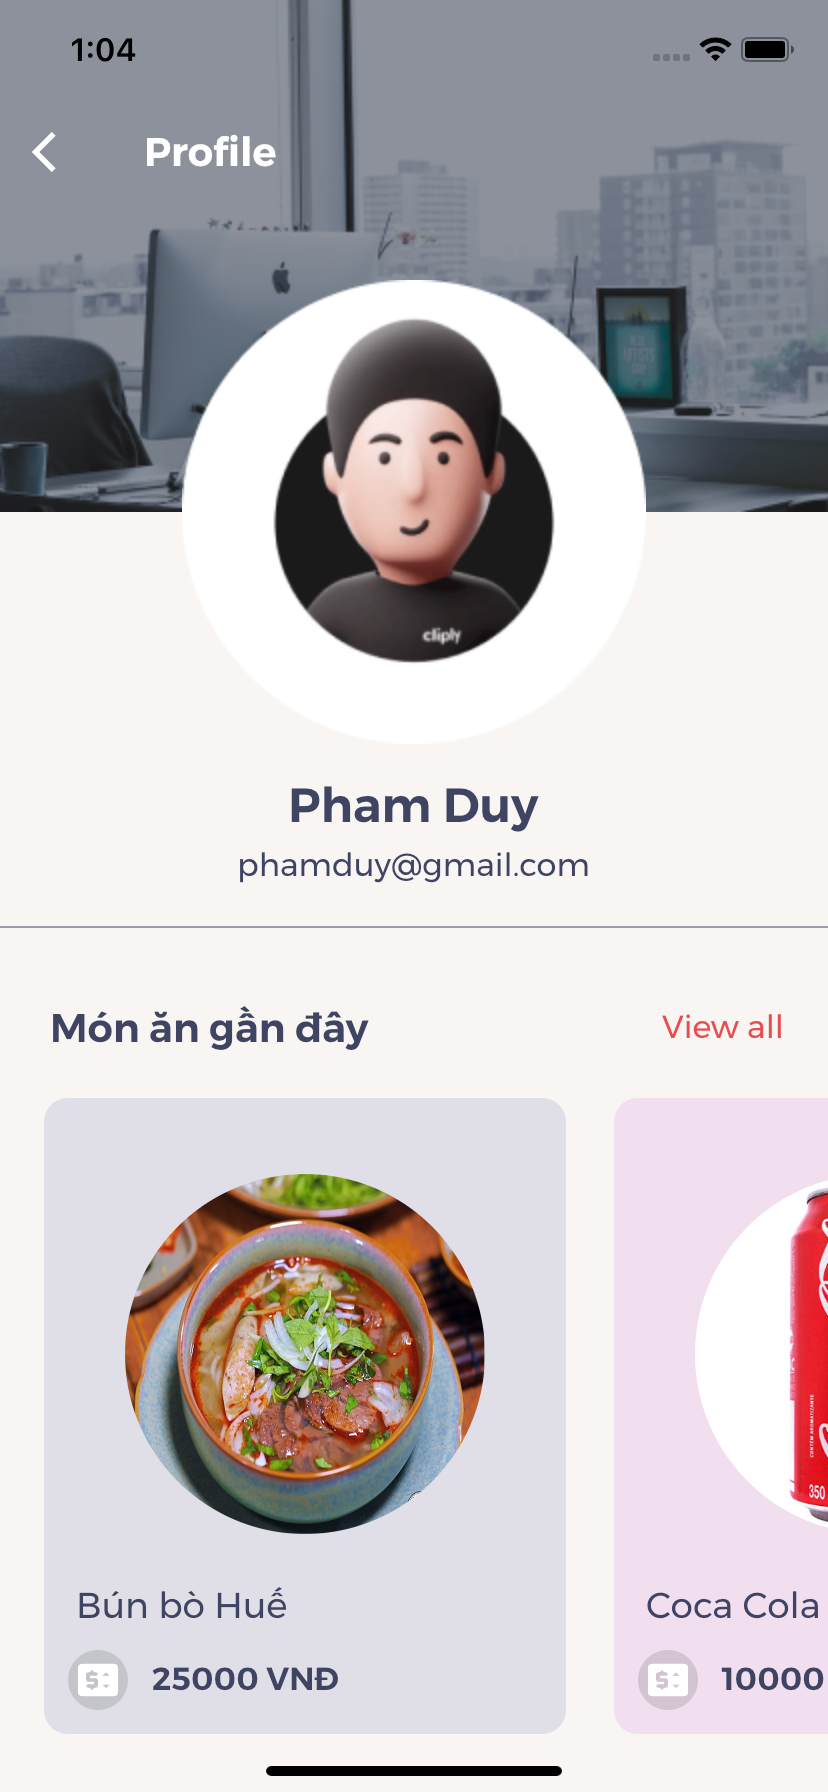 1:04
Profile
cliply
Pham Duy
phamduy@gmail.com
Món ăn gần đây
View all
350
Bún bò Huế
Coca Cola
25000 VNĐ
10000